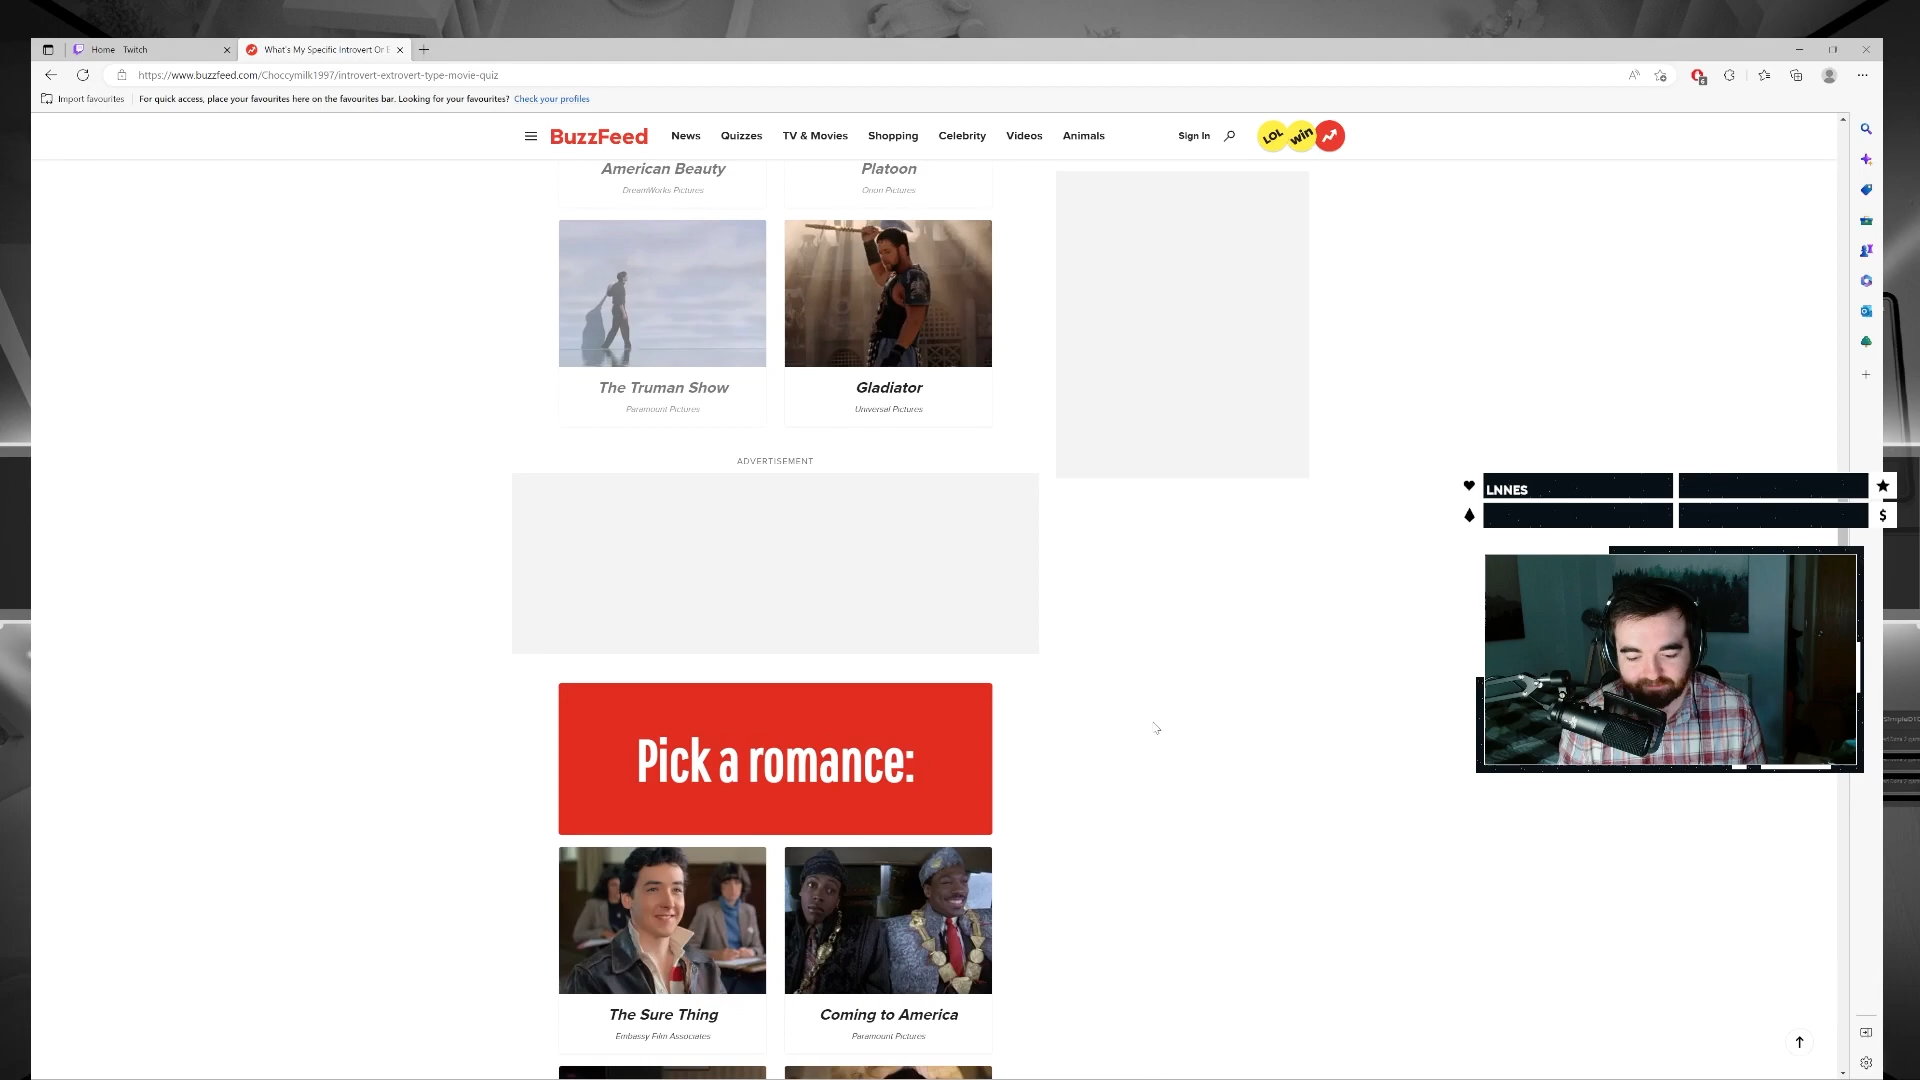 Home Twitch
What's My Specific Introvert Or E
https://www.buzzfeed.com/Choccymilk1997/introvert-extrovert-type-movie-quiz
Import favourites
For quick access, place your favourites here on the favourites bar. Looking for your favourites? Check your profiles
BuzzFeed
News
Quizzes
TV & Movies
Shopping
Celebrity
Videos
Animals
Sign In
LOL
win
American Beauty
DreamWorks Pictures
Platoon
Orion Pictures
The Truman Show
Paramount Pictures
Gladiator
Universal Pictures
ADVERTISEMENT
LNNES
$
Pick a romance:
The Sure Thing
Embassy Film Associates
Coming to America
Paramount Pictures